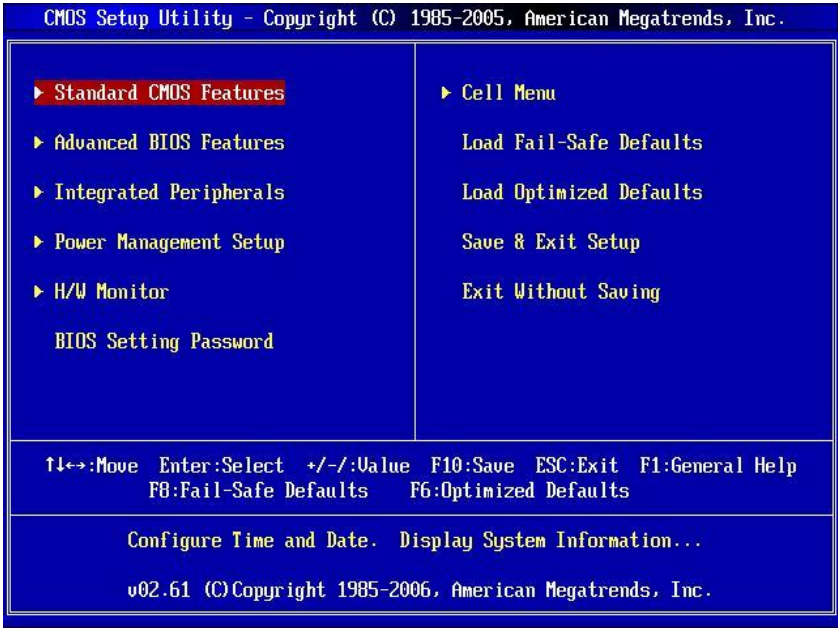 CMOS Setup Utility - Copyright (C) 1985-2005, American Megatrends, Inc.
Standard CMOS Features
Advanced BIOS Features
Integrated Peripherals
Power Management Setup
H/W Monitor
BIOS Setting Password
Cell Menu
Load Fail-Safe Defaults
Load Optimized Defaults
Save & Exit Setup
Exit Without Saving
↑↓←→:Move Enter:Select +/-/:Value F10:Save ESC:Exit F1:General Help
F8:Fail-Safe Defaults F6:Optimized Defaults
Configure Time and Date. Display System Information...
v02.61 (C)Copyright 1985-2006, American Megatrends, Inc.